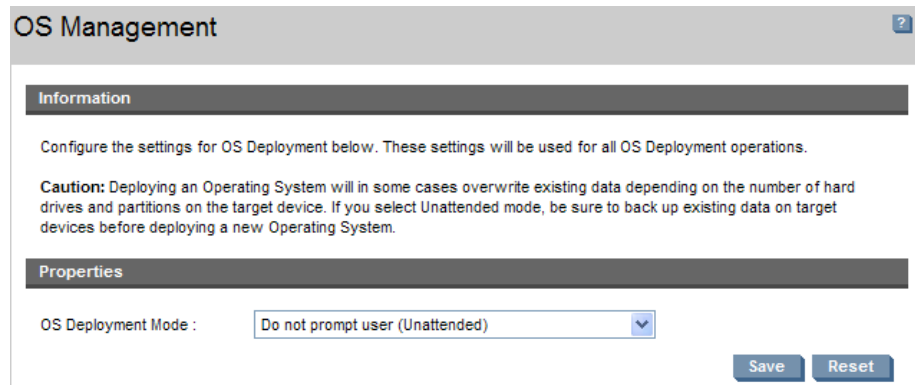 OS Management
?
Information
Configure the settings for OS Deployment below. These settings will be used for all OS Deployment operations.
Caution: Deploying an Operating System will in some cases overwrite existing data depending on the number of hard
drives and partitions on the target device. If you select Unattended mode, be sure to back up existing data on target
devices before deploying a new Operating System.
Properties
OS Deployment Mode : Do not prompt user (Unattended)
Save Reset